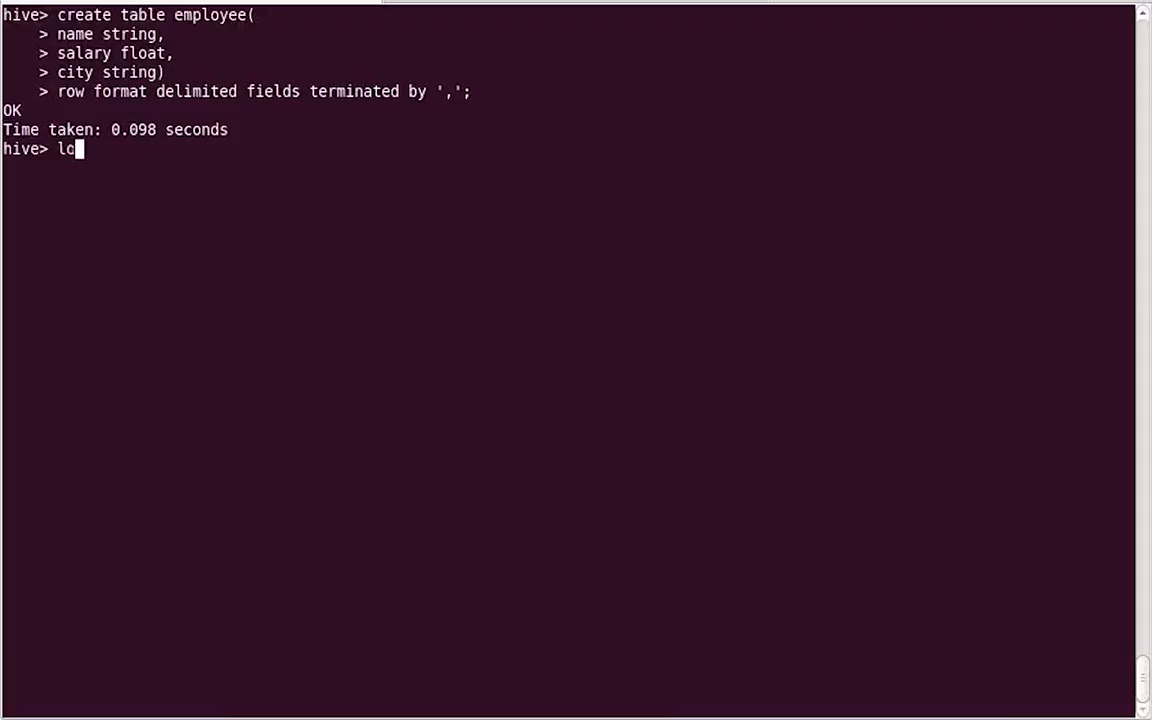 hive> create table employee(
    > name string,
    > salary float,
    > city string)
    > row format delimited fields terminated by ',';
OK
Time taken: 0.098 seconds
hive> lo